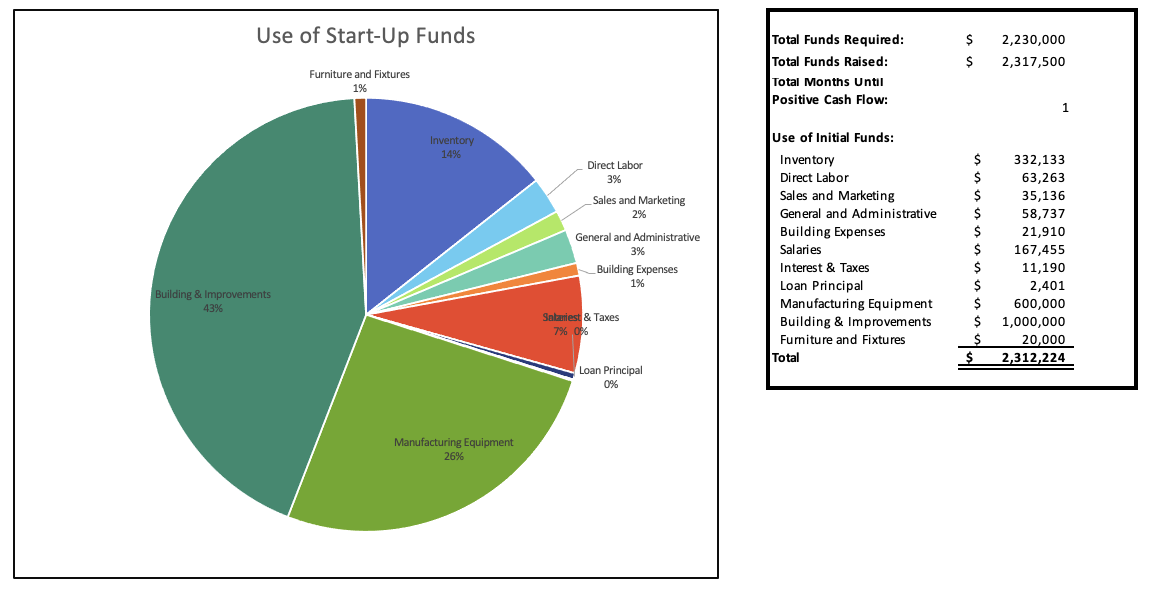 Use of Start-Up Funds
Furniture and Fixtures
1%
Inventory
14%
Direct Labor
3%
Sales and Marketing
2%
General and Administrative
3%
Building Expenses
1%
Building & Improvements
43%
Salaries
7%
Interest & Taxes
0%
Loan Principal
0%
Manufacturing Equipment
26%
Total Funds Required: $ 2,230,000
Total Funds Raised: $ 2,317,500
Total Months Until
Positive Cash Flow:
1
Use of Initial Funds:
Inventory $ 332,133
Direct Labor $ 63,263
Sales and Marketing $ 35,136
General and Administrative $ 58,737
Building Expenses $ 21,910
Salaries $ 167,455
Interest & Taxes $ 11,190
Loan Principal $ 2,401
Manufacturing Equipment $ 600,000
Building & Improvements $ 1,000,000
Furniture and Fixtures $ 20,000
Total $ 2,312,224